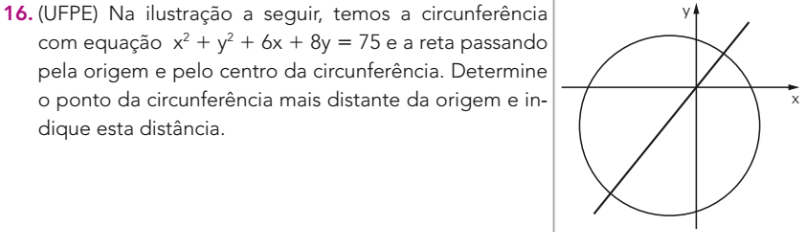 16. (UFPE) Na ilustração a seguir, temos a circunferência
com equação x² + y² + 6x + 8y = 75 e a reta passando
pela origem e pelo centro da circunferência. Determine
o ponto da circunferência mais distante da origem e in-
dique esta distância.
y
x